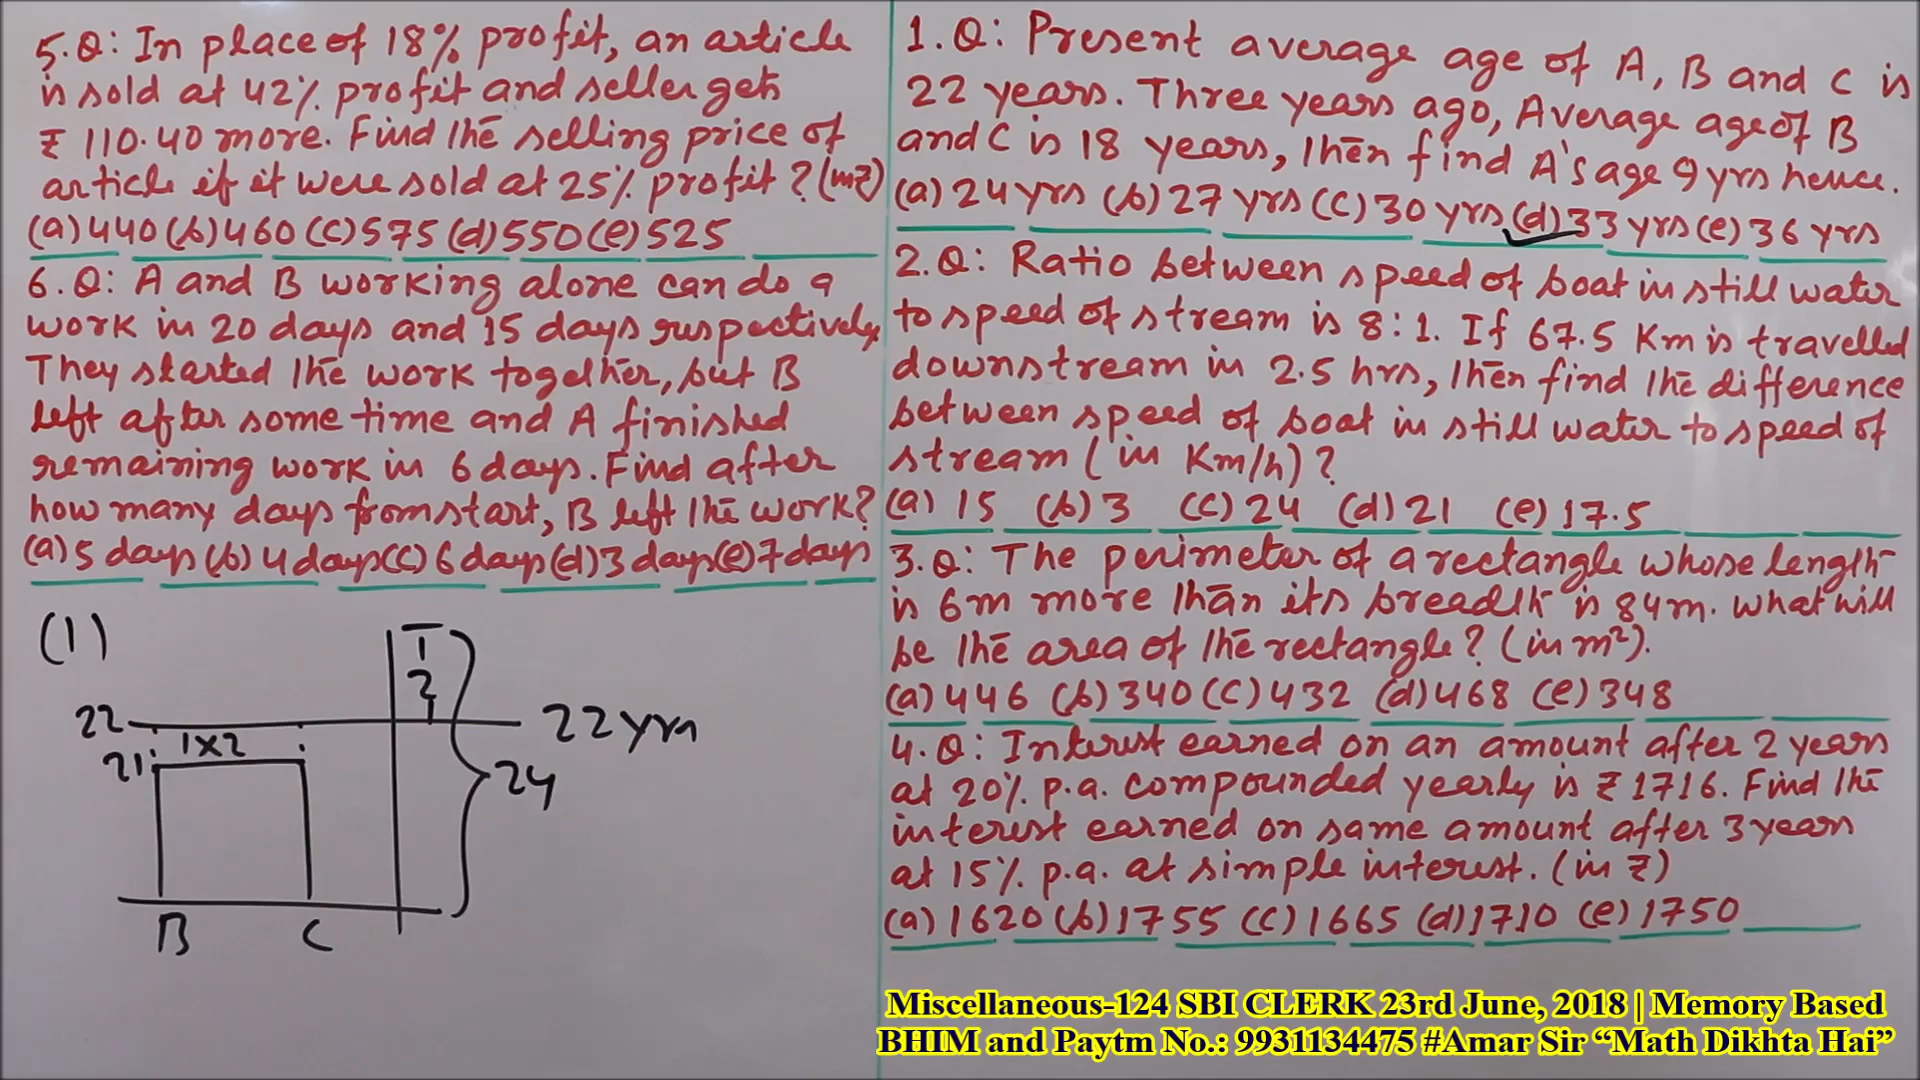 5.Q: In place of 18% profit, an article
is sold at 42% profit and seller gets
₹ 110.40 more. Find the selling price of
article if it were sold at 25% profit? (in ₹)
(a) 440 (b) 460 (c) 575 (d) 550 (e) 525
6.Q: A and B working alone can do a
work in 20 days and 15 days respectively.
They started the work together, but B
left after some time and A finished
remaining work in 6 days. Find after
how many days from start, B left the work?
(a) 5 days (b) 4 days (c) 6 days (d) 3 days (e) 7 days
(1)
1
2
22
22 yrs
1x2
21
24
B C
1.Q: Present average age of A, B and C is
22 years. Three years ago, Average age of B
and C is 18 years, then find A's age 9 yrs hence.
(a) 24 yrs (b) 27 yrs (c) 30 yrs (d) 33 yrs (e) 36 yrs
2.Q: Ratio between speed of boat in still water
to speed of stream is 8:1. If 67.5 Km is travelled
downstream in 2.5 hrs, then find the difference
between speed of boat in still water to speed of
stream (in Km/h)?
(a) 15 (b) 3 (c) 24 (d) 21 (e) 17.5
3.Q: The perimeter of a rectangle whose length
is 6m more than its breadth is 84m. What will
be the area of the rectangle? (in m²).
(a) 446 (b) 340 (c) 432 (d) 468 (e) 348
4.Q: Interest earned on an amount after 2 years
at 20% p.a. compounded yearly is ₹ 1716. Find the
interest earned on same amount after 3 years
at 15% p.a. at simple interest. (in ₹)
(a) 1620 (b) 1755 (c) 1665 (d) 1710 (e) 1750
Miscellaneous-124 SBI CLERK 23rd June, 2018 | Memory Based
BHIM and Paytm No.: 9931134475 #Amar Sir “Math Dikhta Hai”